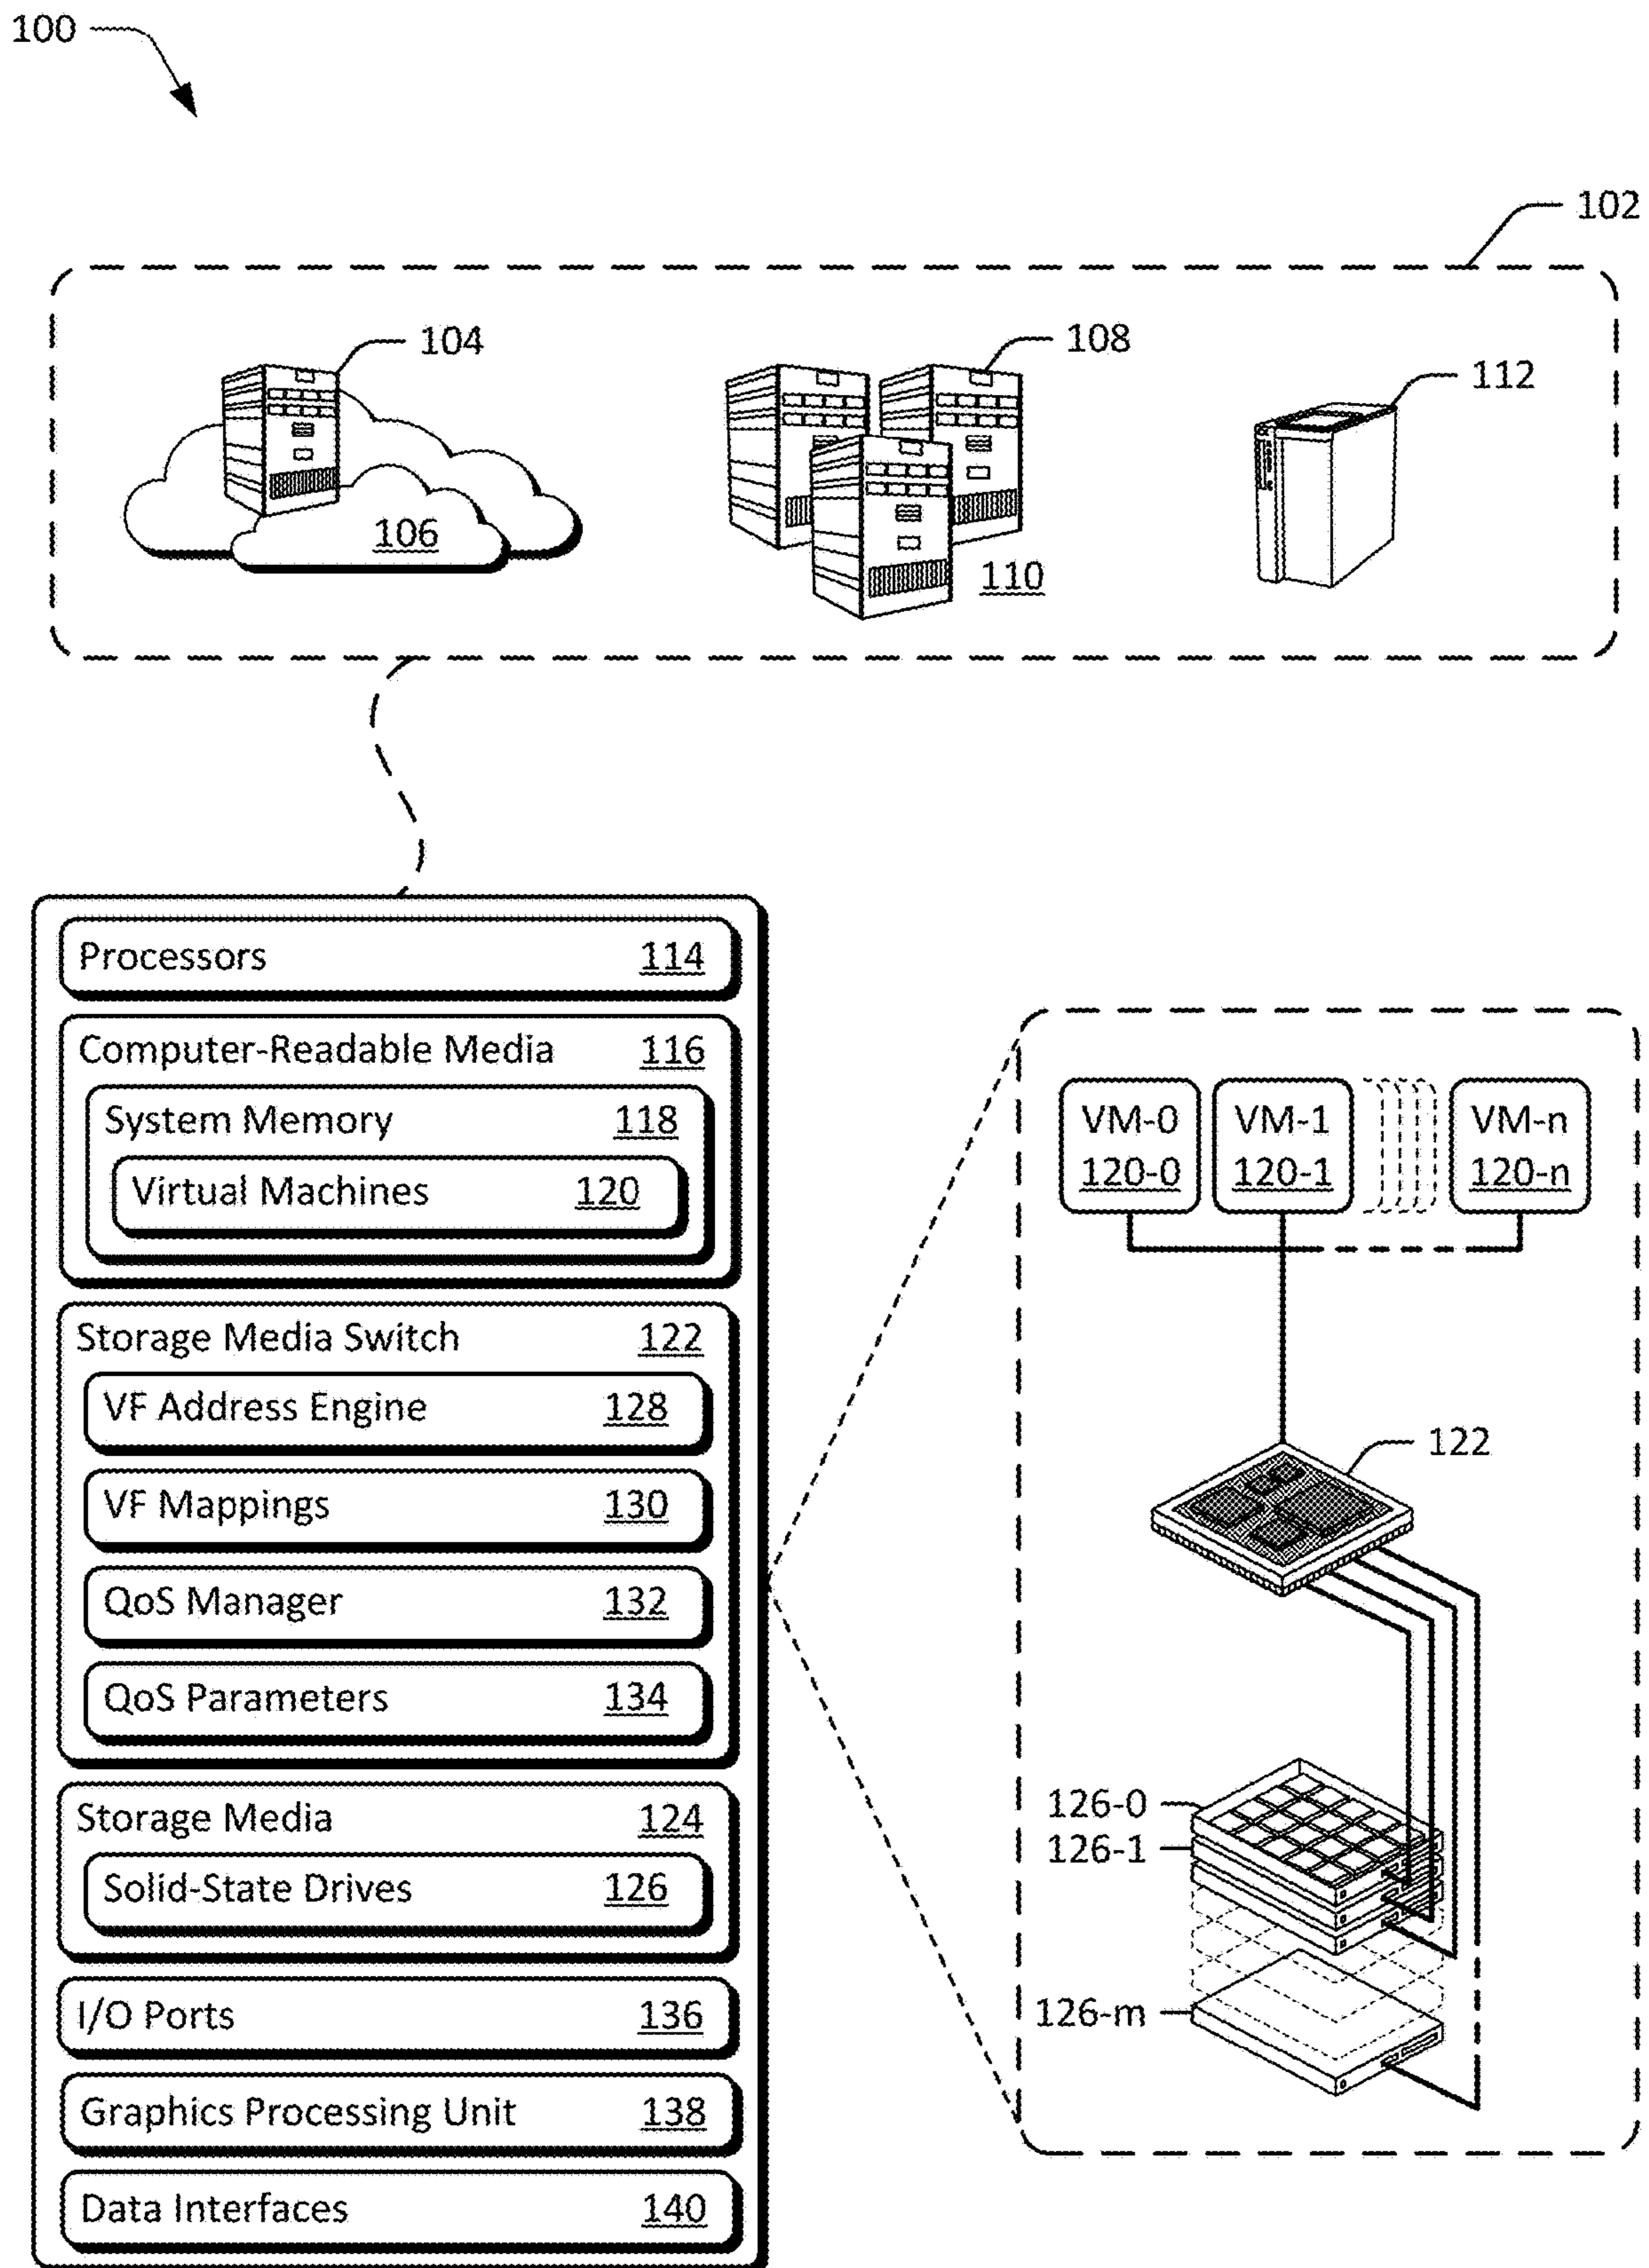 100
102
104
108
112
106
110
Processors 114
Computer-Readable Media 116
System Memory 118
Virtual Machines 120
Storage Media Switch 122
VF Address Engine 128
VF Mappings 130
QoS Manager 132
QoS Parameters 134
Storage Media 124
Solid-State Drives 126
I/O Ports 136
Graphics Processing Unit 138
Data Interfaces 140
VM-0 VM-1 VM-n
120-0 120-1 120-n
122
126-0
126-1
126-m